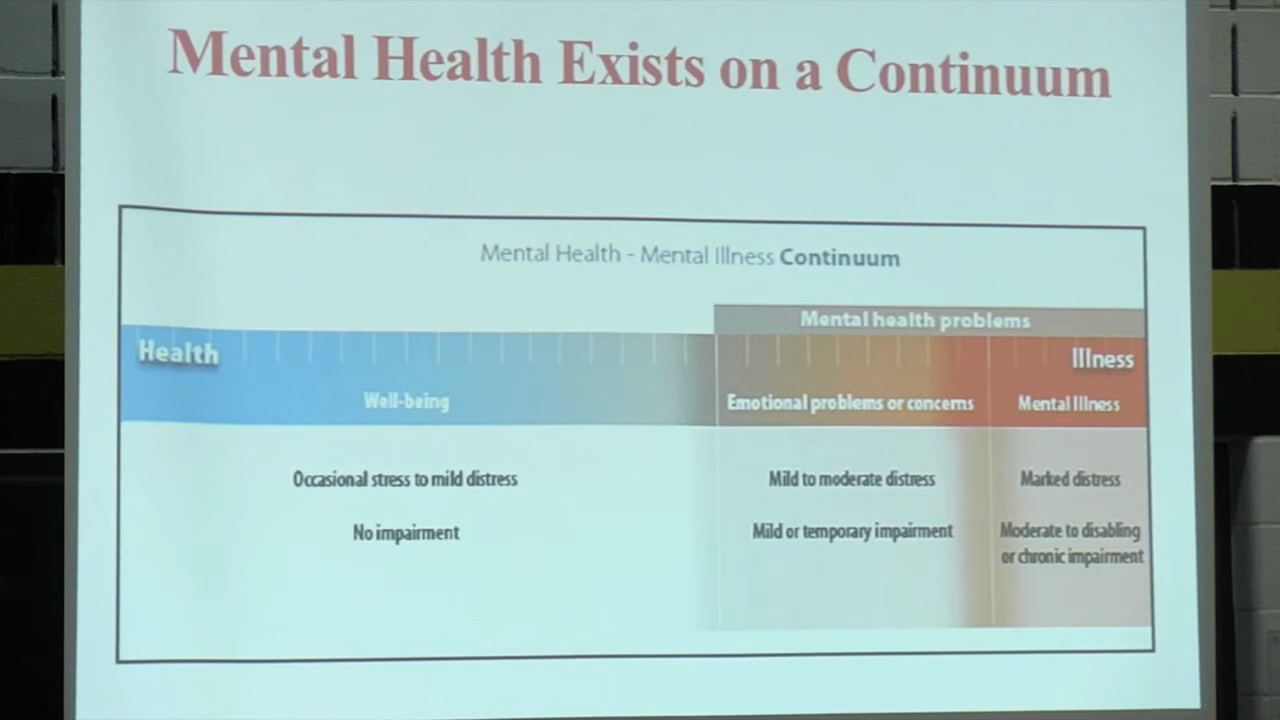 Mental Health Exists on a Continuum
Mental Health - Mental Illness Continuum
Mental health problems
Health
Illness
Well-being
Emotional problems or concerns
Mental Illness
Occasional stress to mild distress
Mild to moderate distress
Marked distress
No impairment
Mild or temporary impairment
Moderate to disabling
or chronic impairment